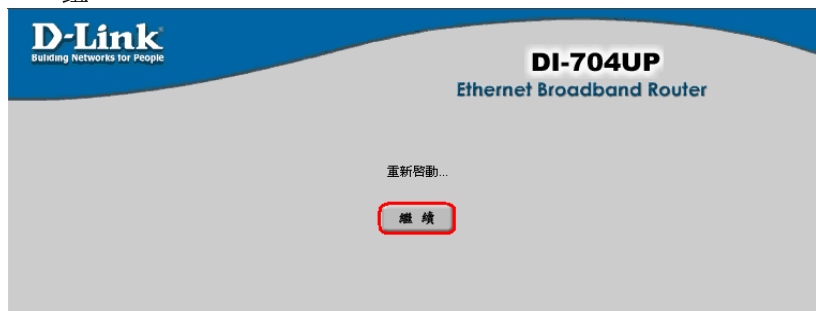 D-Link
Building Networks for People
DI-704UP
Ethernet Broadband Router
重新啓動...
繼 續